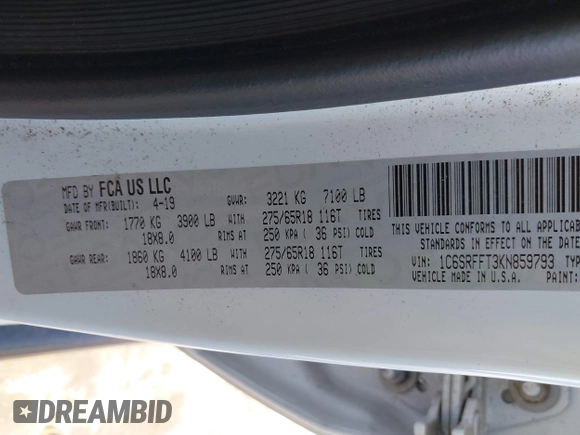 MFD BY FCA US LLC
DATE OF MFR(BUILT): 4-19 GVWR: 3221 KG 7100 LB
GAWR FRONT: 1770 KG 3900 LB WITH 275/65R18 116T TIRES
18X8.0 RIMS AT 250 KPA ( 36 PSI) COLD
GAWR REAR: 1860 KG 4100 LB WITH 275/65R18 116T TIRES
18X8.0 RIMS AT 250 KPA ( 36 PSI) COLD
THIS VEHICLE CONFORMS TO ALL
STANDARDS IN EFFECT ON THE
VIN: 1C6SRFFT3KN859793
VEHICLE MADE IN U.S.A. PAINT:
DREAMBID